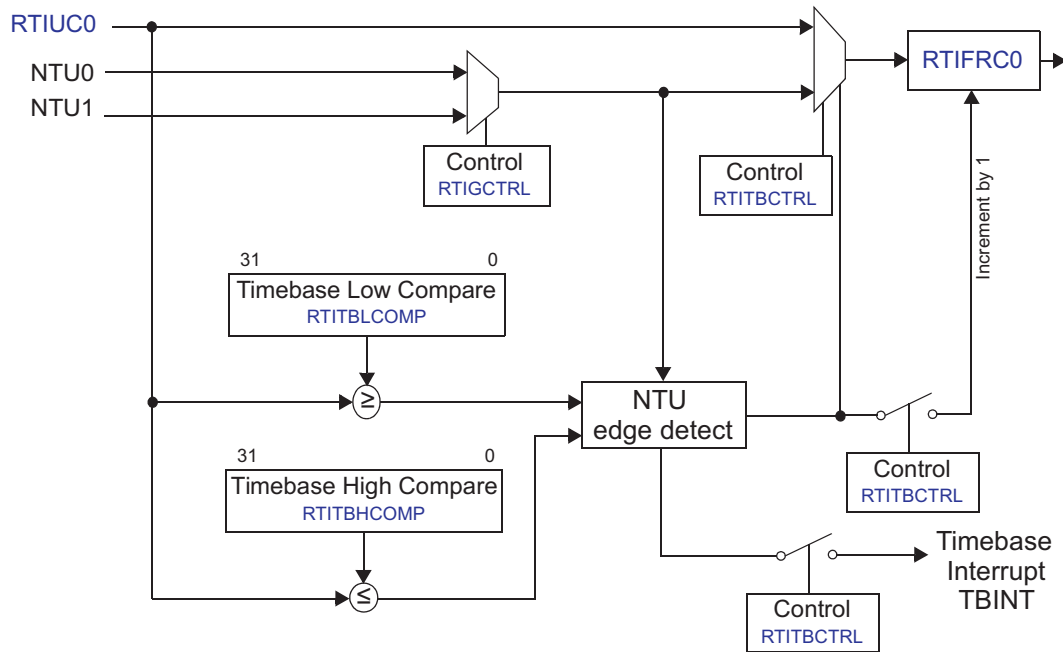 RTIUC0
NTU0
NTU1
RTIFRC0
Control
RTIGCTRL
Control
RTITBCTRL
Increment by 1
31 0
Timebase Low Compare
RTITBLCOMP
≥
NTU
edge detect
31 0
Timebase High Compare
RTITBHCOMP
≤
Control
RTITBCTRL
Control
RTITBCTRL
Timebase
Interrupt
TBINT